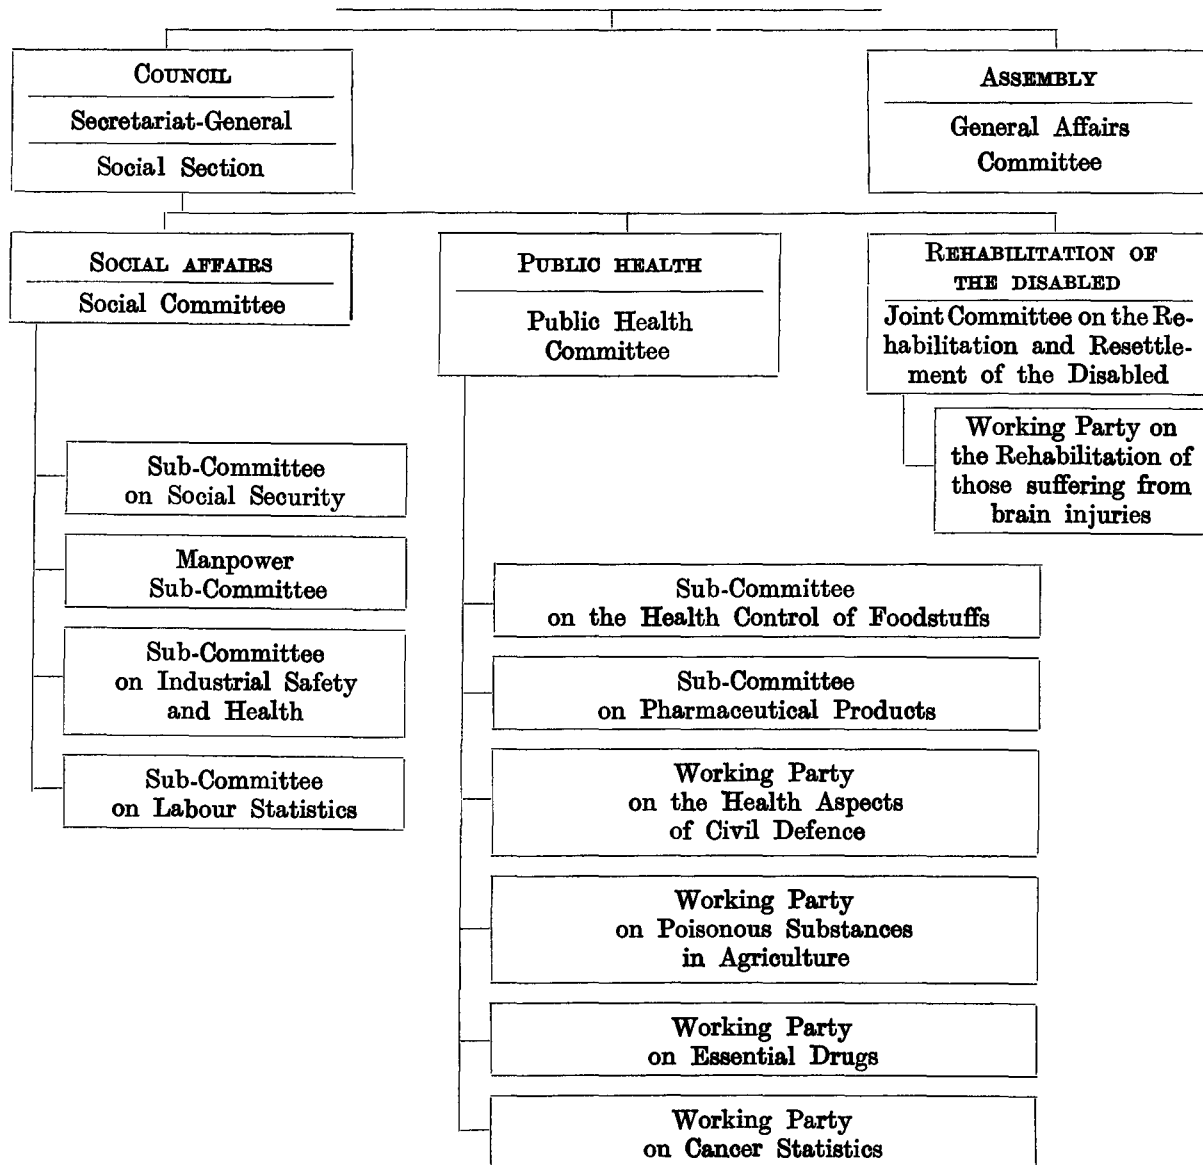 COUNCIL
Secretariat-General
Social Section
ASSEMBLY
General Affairs
Committee
SOCIAL AFFAIRS
Social Committee
PUBLIC HEALTH
Public Health
Committee
REHABILITATION OF
THE DISABLED
Joint Committee on the Re-
habilitation and Resettle-
ment of the Disabled
Working Party on
the Rehabilitation of
those suffering from
brain injuries
Sub-Committee
on Social Security
Manpower
Sub-Committee
Sub-Committee
on Industrial Safety
and Health
Sub-Committee
on Labour Statistics
Sub-Committee
on the Health Control of Foodstuffs
Sub-Committee
on Pharmaceutical Products
Working Party
on the Health Aspects
of Civil Defence
Working Party
on Poisonous Substances
in Agriculture
Working Party
on Essential Drugs
Working Party
on Cancer Statistics